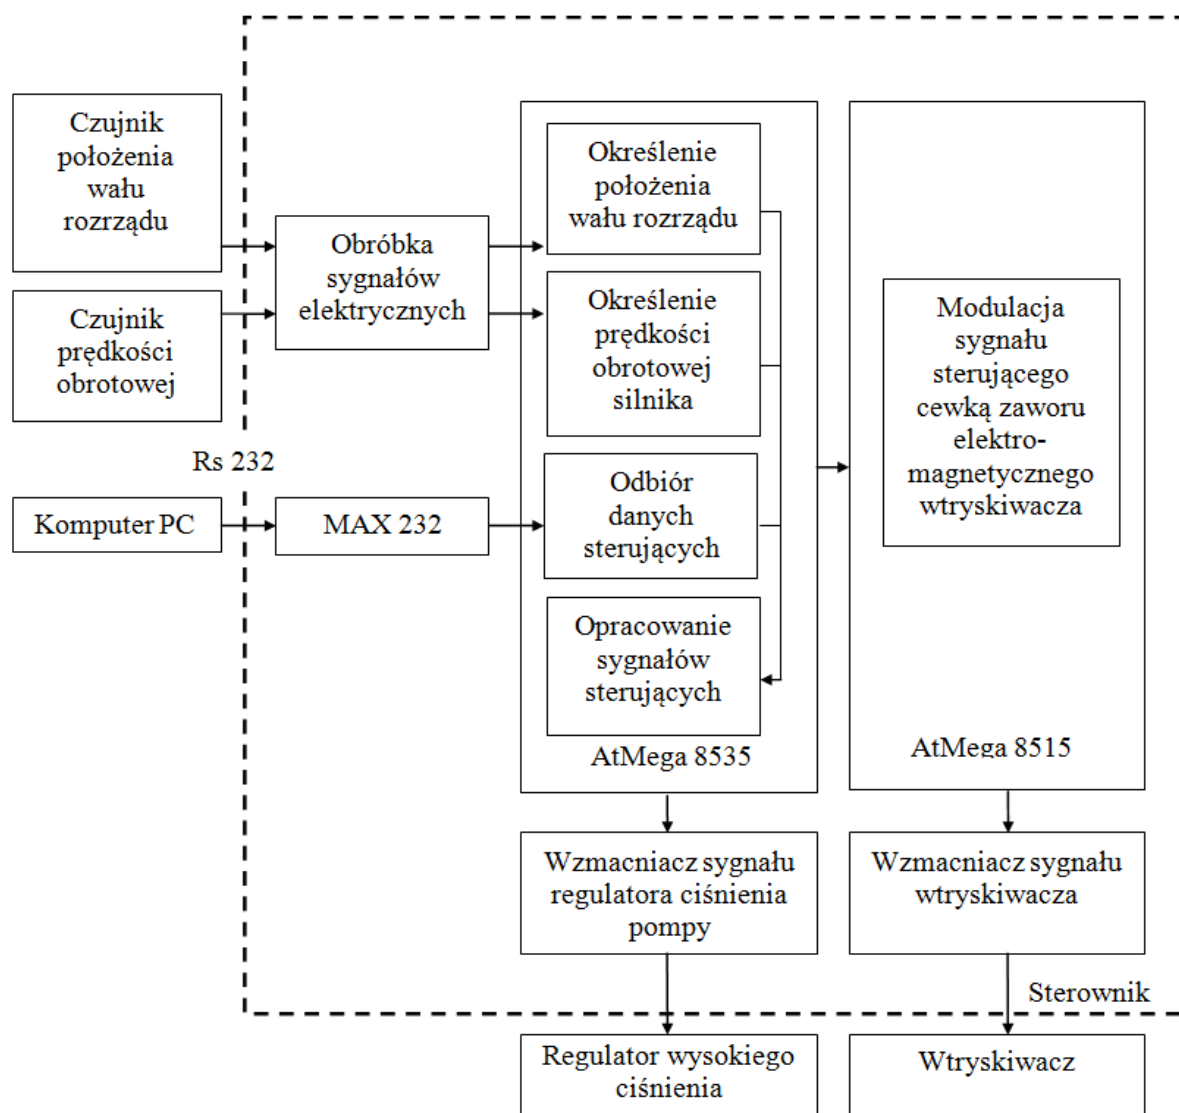 Czujnik
położenia
wału
rozrządu
Czujnik
prędkości
obrotowej
Rs 232
Komputer PC
Obróbka
sygnałów
elektrycznych
MAX 232
Określenie
położenia
wału rozrządu
Określenie
prędkości
obrotowej
silnika
Odbiór
danych
sterujących
Opracowanie
sygnałów
sterujących
AtMega 8535
Modulacja
sygnału
sterującego
cewką zaworu
elektro-
magnetycznego
wtryskiwacza
AtMega 8515
Wzmacniacz sygnału
regulatora ciśnienia
pompy
Wzmacniacz sygnału
wtryskiwacza
Sterownik
Regulator wysokiego
ciśnienia
Wtryskiwacz